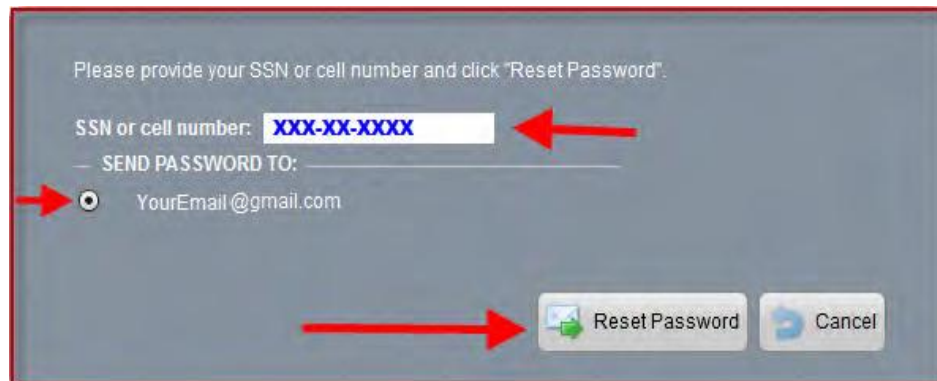 Please provide your SSN or cell number and click "Reset Password".
SSN or cell number: XXX-XX-XXXX
SEND PASSWORD TO:
YourEmail@gmail.com
Reset Password Cancel